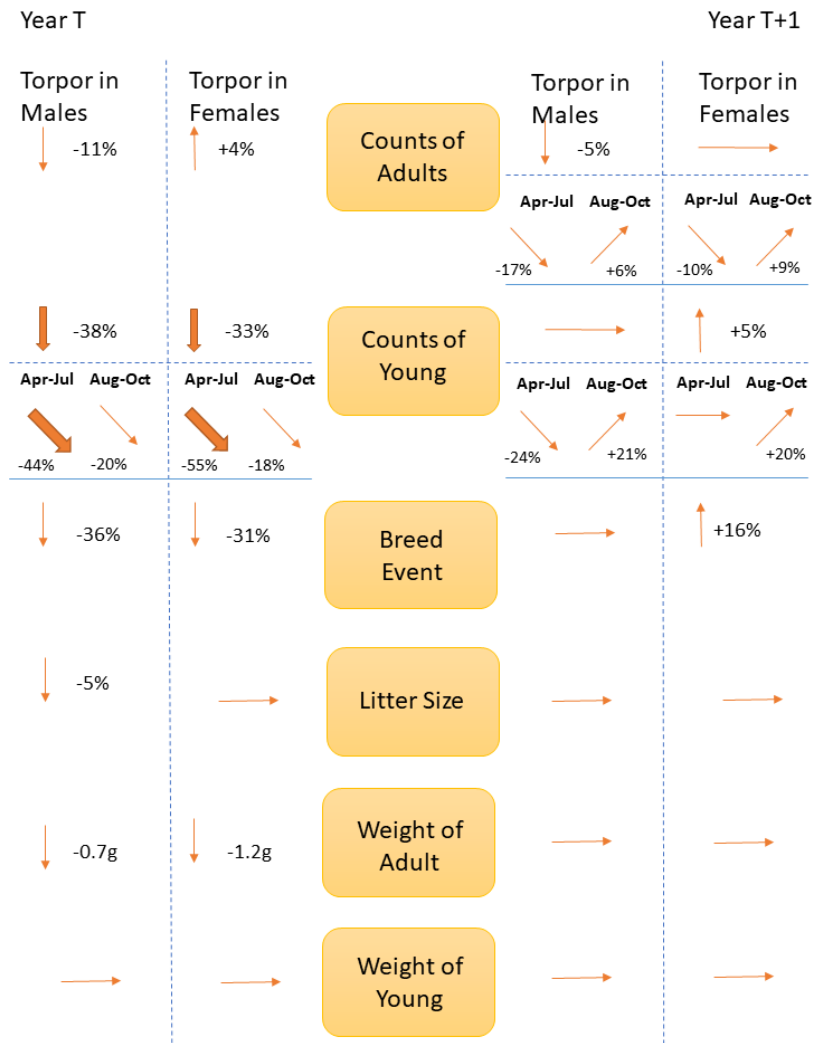 Year T
Year T+1
Torpor in
Males
Torpor in
Females
Torpor in
Males
Torpor in
Females
-11%
+4%
Counts of
Adults
-5%
Apr-Jul
Aug-Oct
Apr-Jul
Aug-Oct
-17%
+6%
-10%
+9%
-38%
-33%
Counts of
Young
+5%
Apr-Jul
Aug-Oct
Apr-Jul
Aug-Oct
Apr-Jul
Aug-Oct
Apr-Jul
Aug-Oct
-44%
-20%
-55%
-18%
-24%
+21%
+20%
-36%
-31%
Breed
Event
+16%
-5%
Litter Size
-0.7g
-1.2g
Weight of
Adult
Weight of
Young